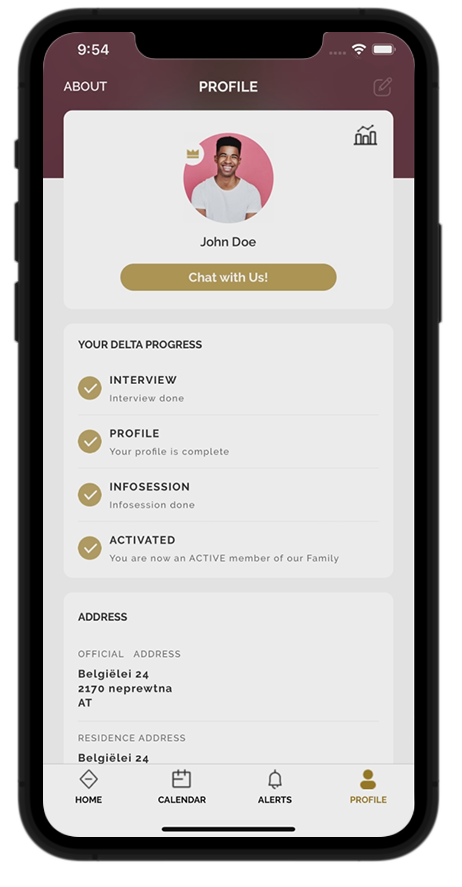 9:54
ABOUT PROFILE
John Doe
Chat with Us!
YOUR DELTA PROGRESS
INTERVIEW
Interview done
PROFILE
Your profile is complete
INFOSESSION
Infosession done
ACTIVATED
You are now an ACTIVE member of our Family
ADDRESS
OFFICIAL ADDRESS
Belgiëlei 24
2170 neprewtna
AT
RESIDENCE ADDRESS
Belgiëlei 24
HOME CALENDAR ALERTS PROFILE